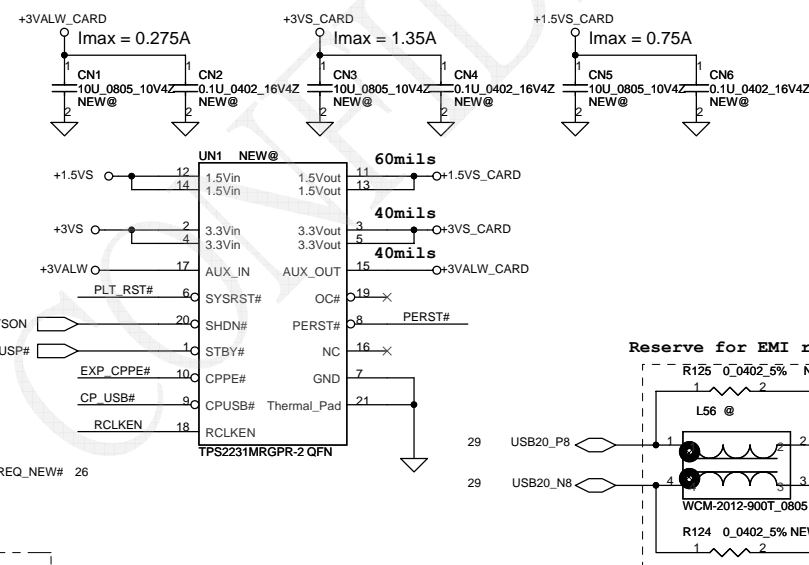 +3VALW_CARD
Imax = 0.275A
1 1
CN1
10U_0805_10V4Z
NEW@
CN2
0.1U_0402_16V4Z
NEW@
2 2
+3VS_CARD
Imax = 1.35A
1 1
CN3
10U_0805_10V4Z
NEW@
CN4
0.1U_0402_16V4Z
NEW@
2 2
+1.5VS_CARD
Imax = 0.75A
1 1
CN5
10U_0805_10V4Z
NEW@
CN6
0.1U_0402_16V4Z
NEW@
2 2
UN1 NEW@
60mils
+1.5VS 12 1.5Vin 1.5Vout 11 +1.5VS_CARD
14 1.5Vin 1.5Vout 13
40mils
+3VS 2 3.3Vin 3.3Vout 3 +3VS_CARD
4 3.3Vin 3.3Vout 5
40mils
+3VALW 17 AUX_IN AUX_OUT 15 +3VALW_CARD
PLT_RST# 6 SYSRST# OC# 19
SON 20 SHDN# PERST# 8 PERST#
USP# 1 STBY# NC 16
EXP_CPPE# 10 CPPE# GND 7
CP_USB# 9 CPUSB# Thermal_Pad 21
RCLKEN 18 RCLKEN
TPS2231MRGPR-2 QFN
REQ_NEW# 26
Reserve for EMI
R125 0_0402_5%
1 2
L56 @
29 USB20_P8 1 2 2
29 USB20_N8 4 3 3
WCM-2012-900T_0805
R124 0_0402_5% NEW
1 2
CONFID